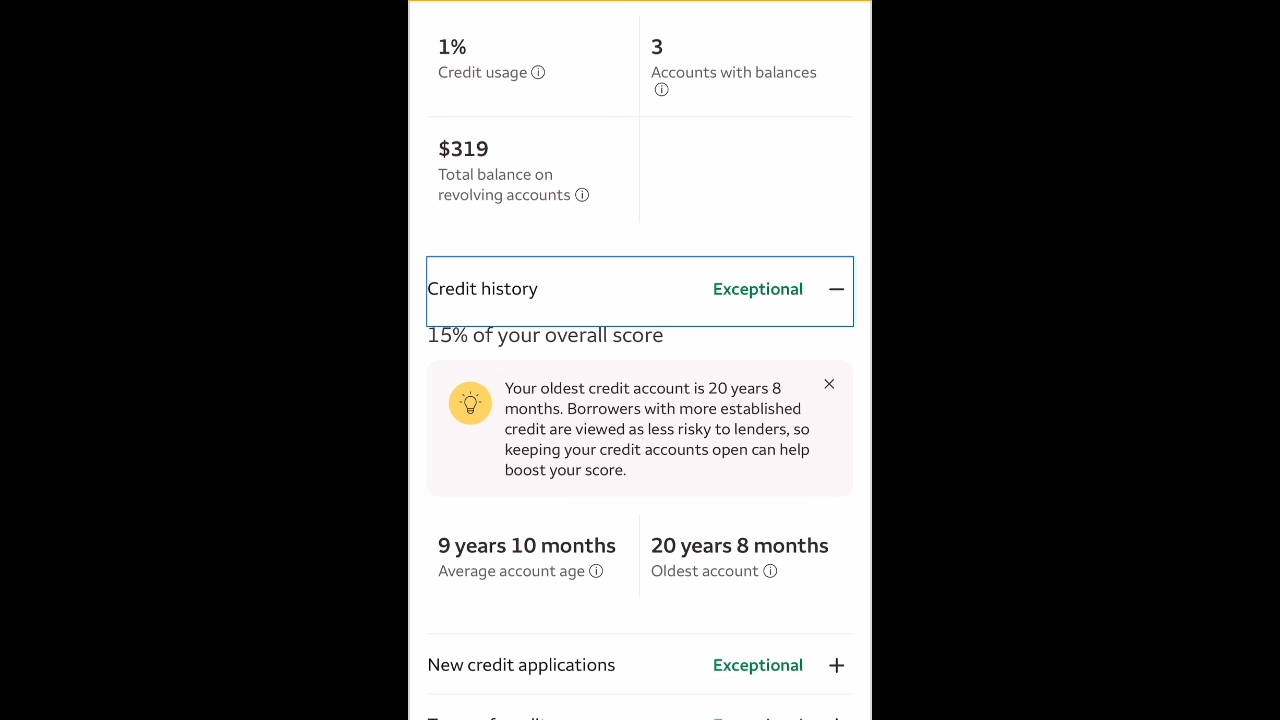 1%
Credit usage
3
Accounts with balances
$319
Total balance on
revolving accounts
Credit history
Exceptional
15% of your overall score
Your oldest credit account is 20 years 8
months. Borrowers with more established
credit are viewed as less risky to lenders, so
keeping your credit accounts open can help
boost your score.
9 years 10 months
Average account age
20 years 8 months
Oldest account
New credit applications
Exceptional